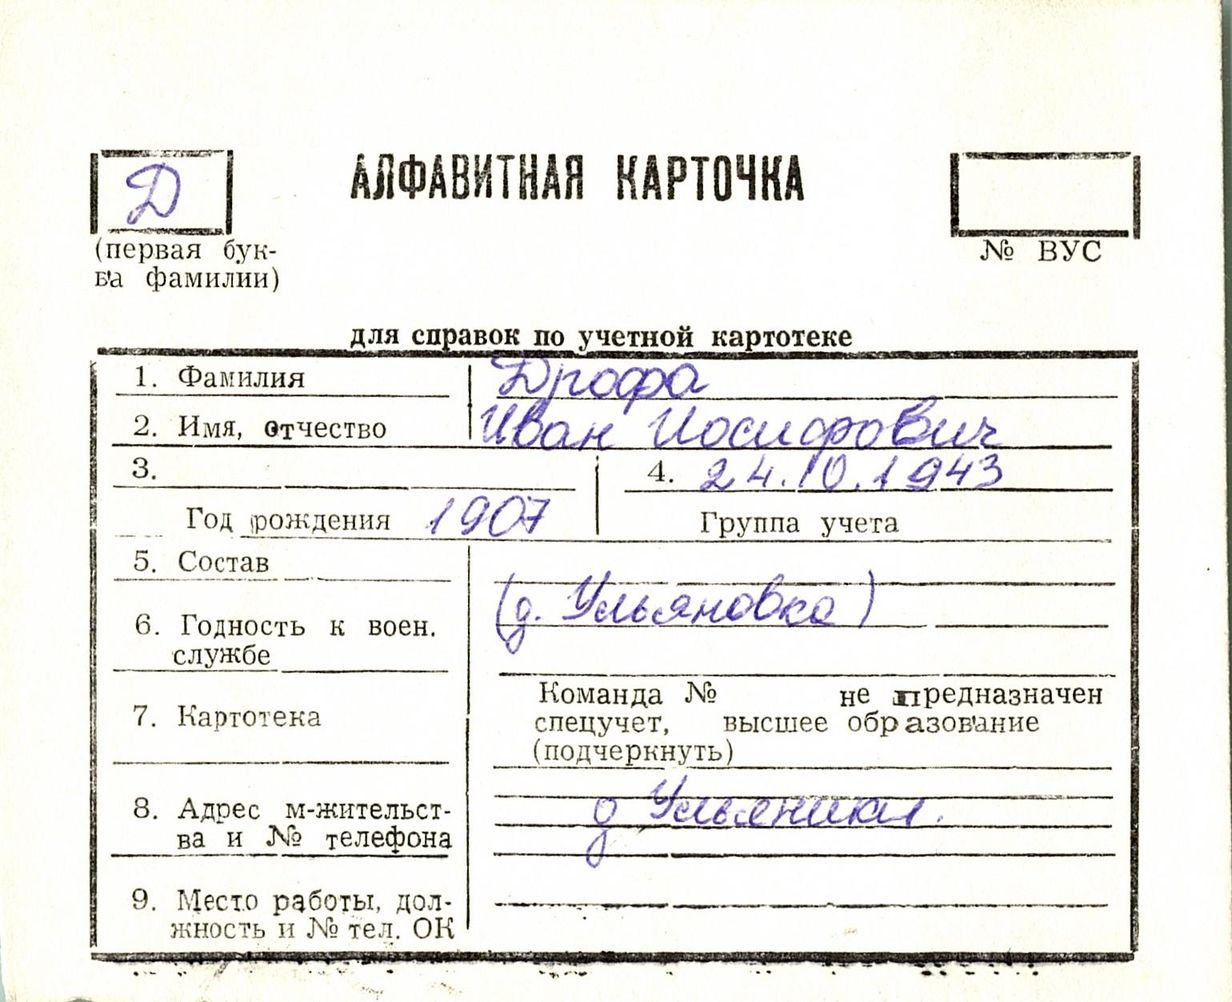 Д
АЛФАВИТНАЯ КАРТОЧКА
(первая бук-
ва фамилии)
№ ВУС
для справок по учетной картотеке
1. Фамилия Дрофа
2. Имя, отчество Иван Иосифович
3. 4. 24.10.1943
Год рождения 1907 Группа учета
5. Состав
(д. Ульяновка)
6. Годность к воен.
службе
Команда № не предназначен
7. Картотека спецучет, высшее образование
(подчеркнуть)
8. Адрес м-жительст- д Ульяники.
ва и № телефона
9. Место работы, дол-
жность и № тел. ОК